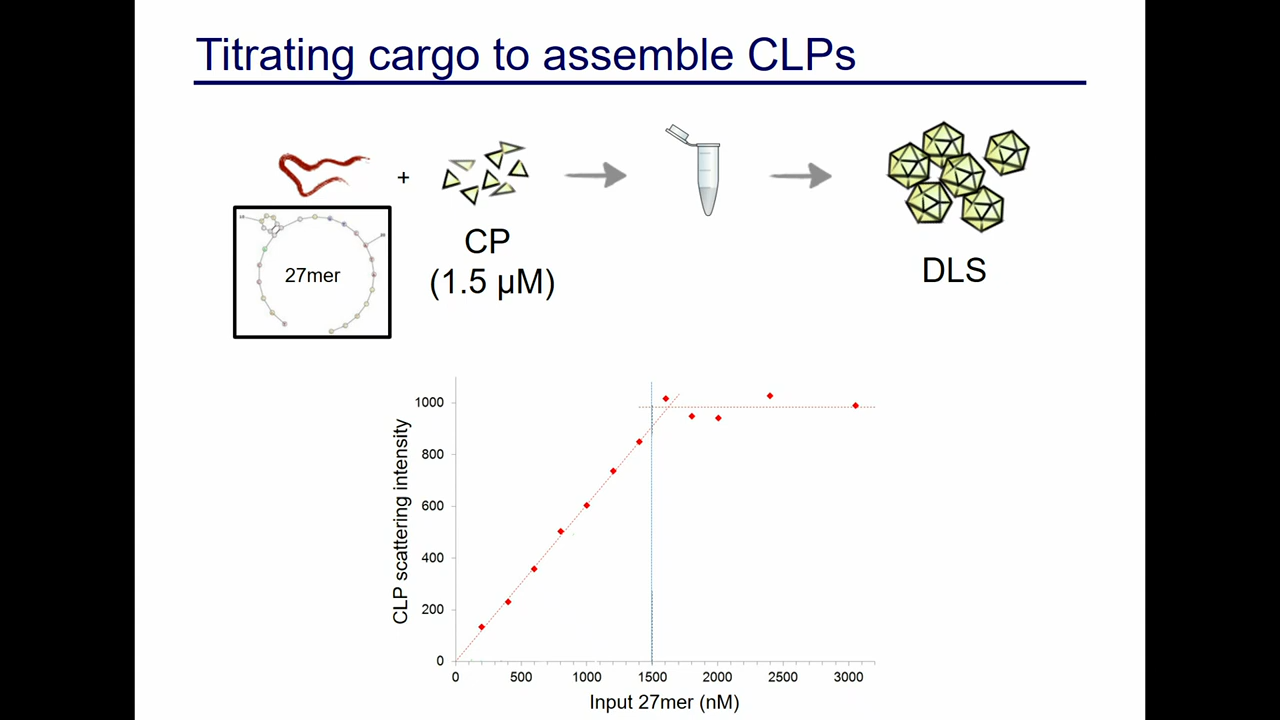 Titrating cargo to assemble CLPs
+
27mer
CP
(1.5 µM)
DLS
CLP scattering intensity
1000
800
600
400
200
0
0 500 1000 1500 2000 2500 3000
Input 27mer (nM)